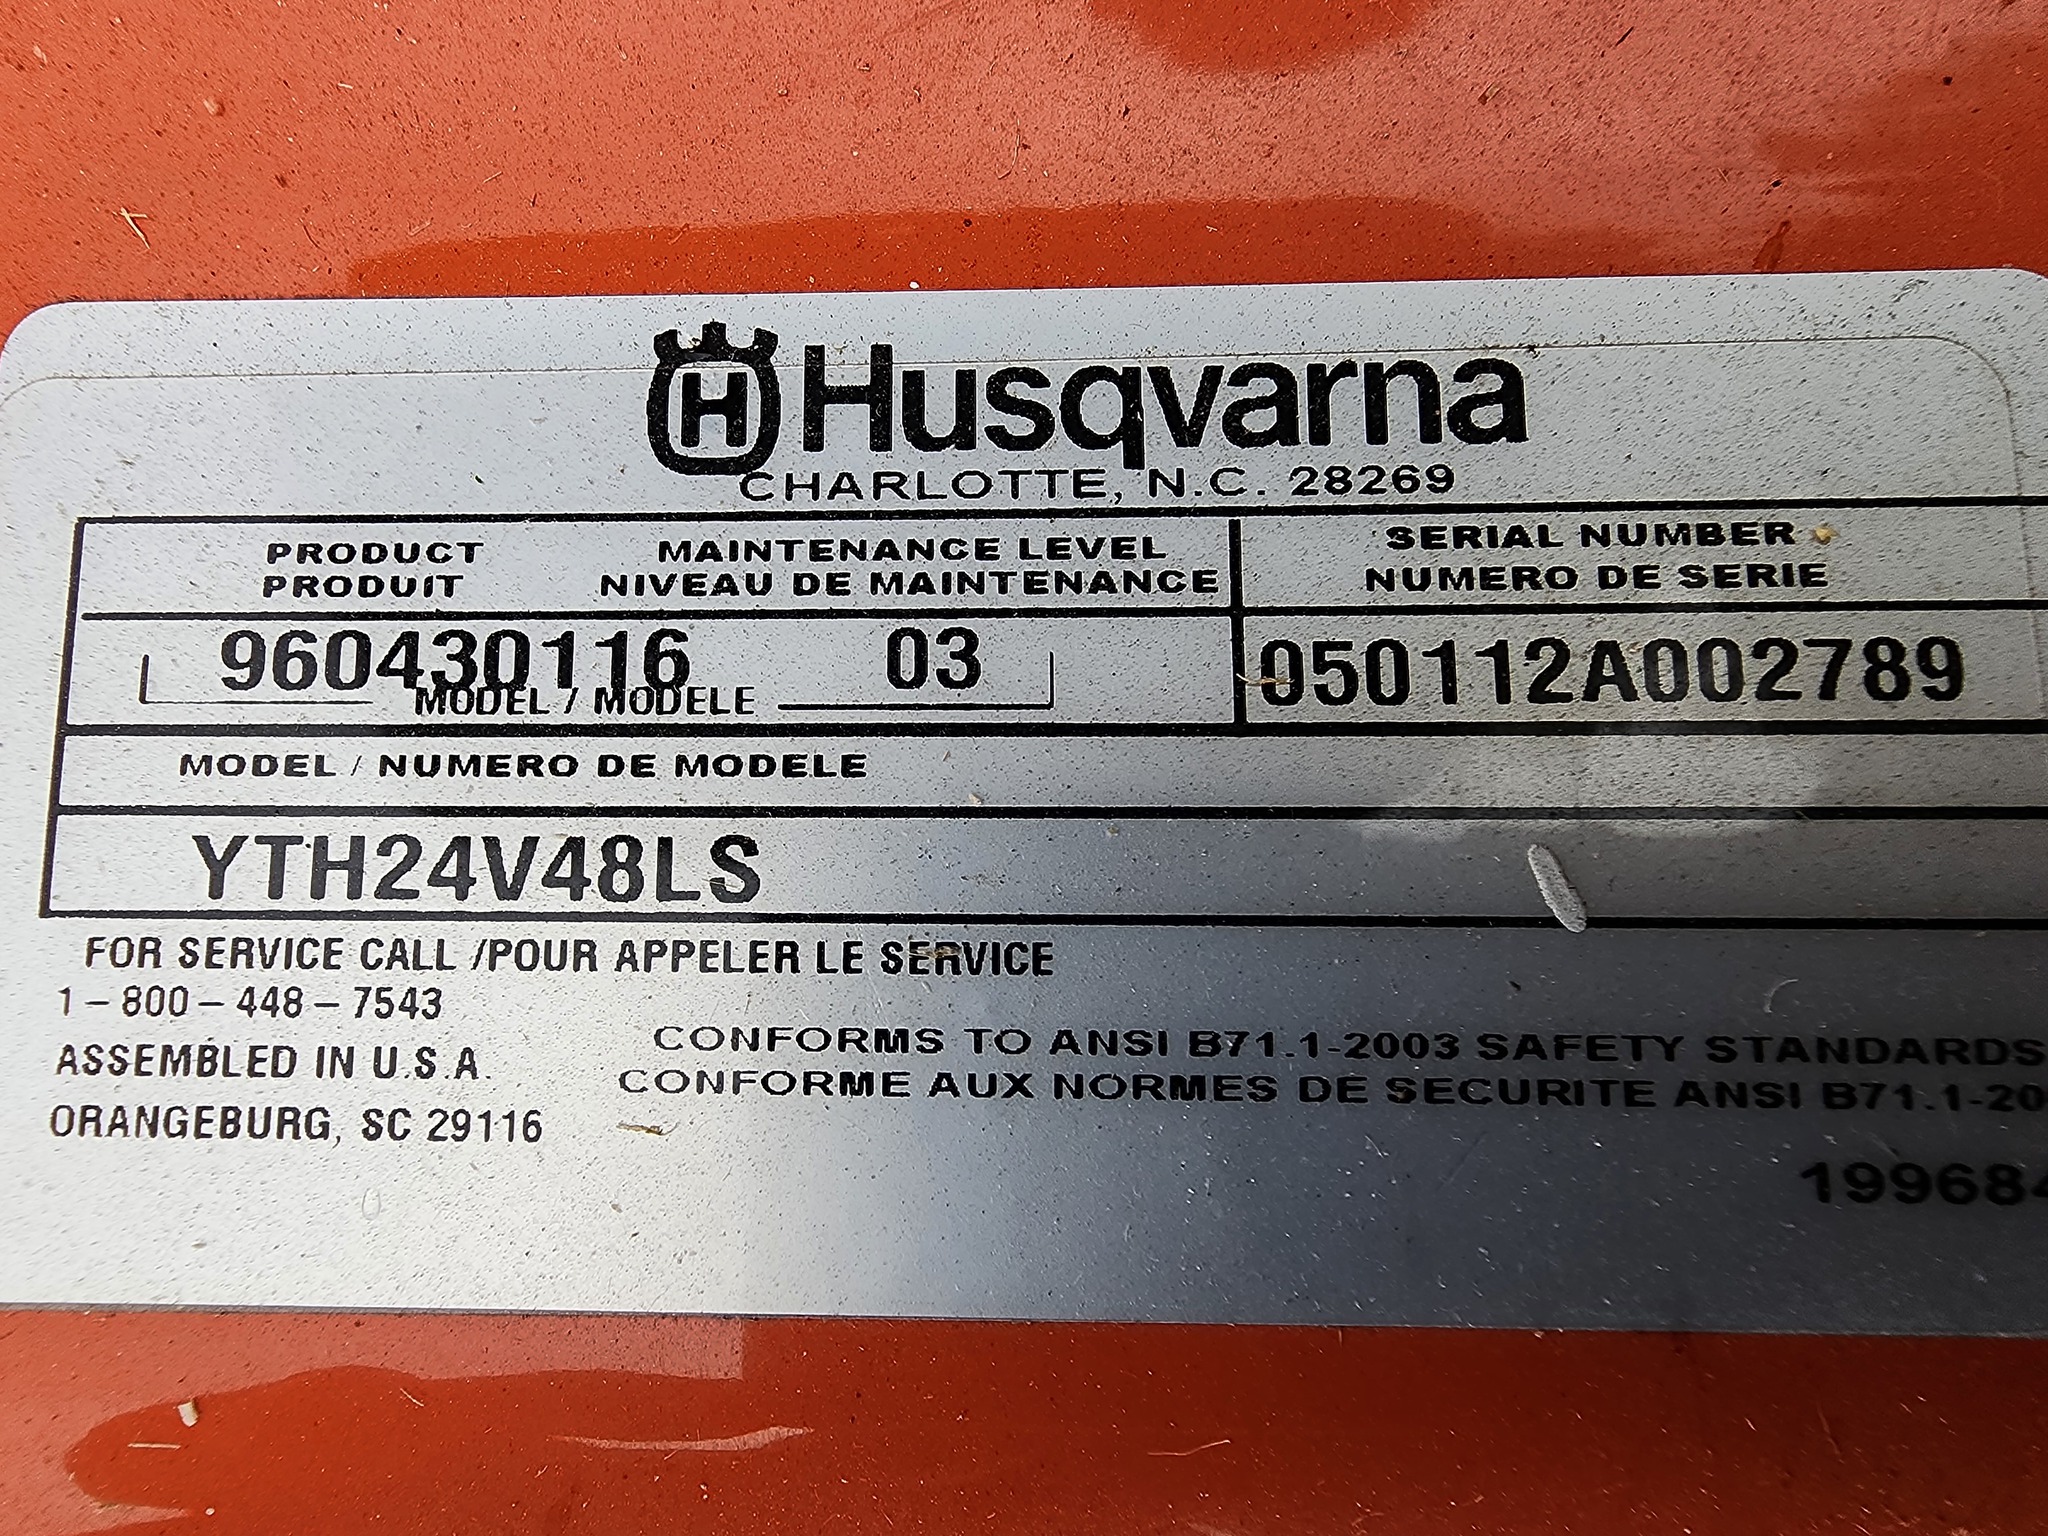 H Husqvarna
CHARLOTTE, N.C. 28269
PRODUCT MAINTENANCE LEVEL SERIAL NUMBER
PRODUIT NIVEAU DE MAINTENANCE NUMERO DE SERIE
960430116 03 050112A002789
MODEL / MODELE
MODEL / NUMERO DE MODELE
YTH24V48LS
FOR SERVICE CALL /POUR APPELER LE SERVICE
1-800-448-7543
ASSEMBLED IN U.S.A.
ORANGEBURG, SC 29116
CONFORMS TO ANSI B71.1-2003 SAFETY STANDARDS
CONFORME AUX NORMES DE SECURITE ANSI B71.1-20
199684